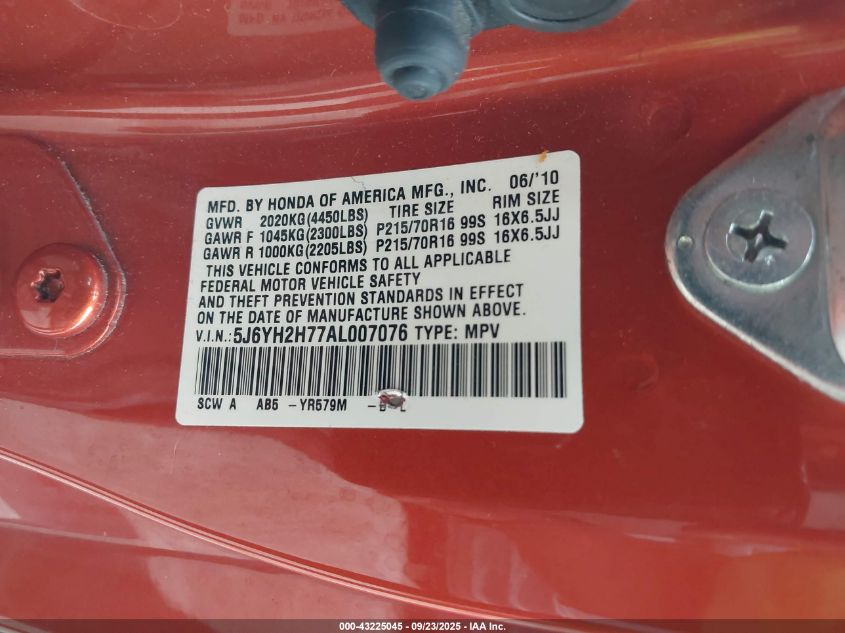 MFD. BY HONDA OF AMERICA MFG., INC. 06/'10
GVWR 2020KG(4450LBS) TIRE SIZE RIM SIZE
GAWR F 1045KG(2300LBS) P215/70R16 99S 16X6.5JJ
GAWR R 1000KG(2205LBS) P215/70R16 99S 16X6.5JJ
THIS VEHICLE CONFORMS TO ALL APPLICABLE
FEDERAL MOTOR VEHICLE SAFETY
AND THEFT PREVENTION STANDARDS IN EFFECT
ON THE DATE OF MANUFACTURE SHOWN ABOVE.
V.I.N.:5J6YH2H77AL007076 TYPE: MPV
SCW A AB5 -YR579M
000-43225045 - 09/23/2025 - IAA Inc.